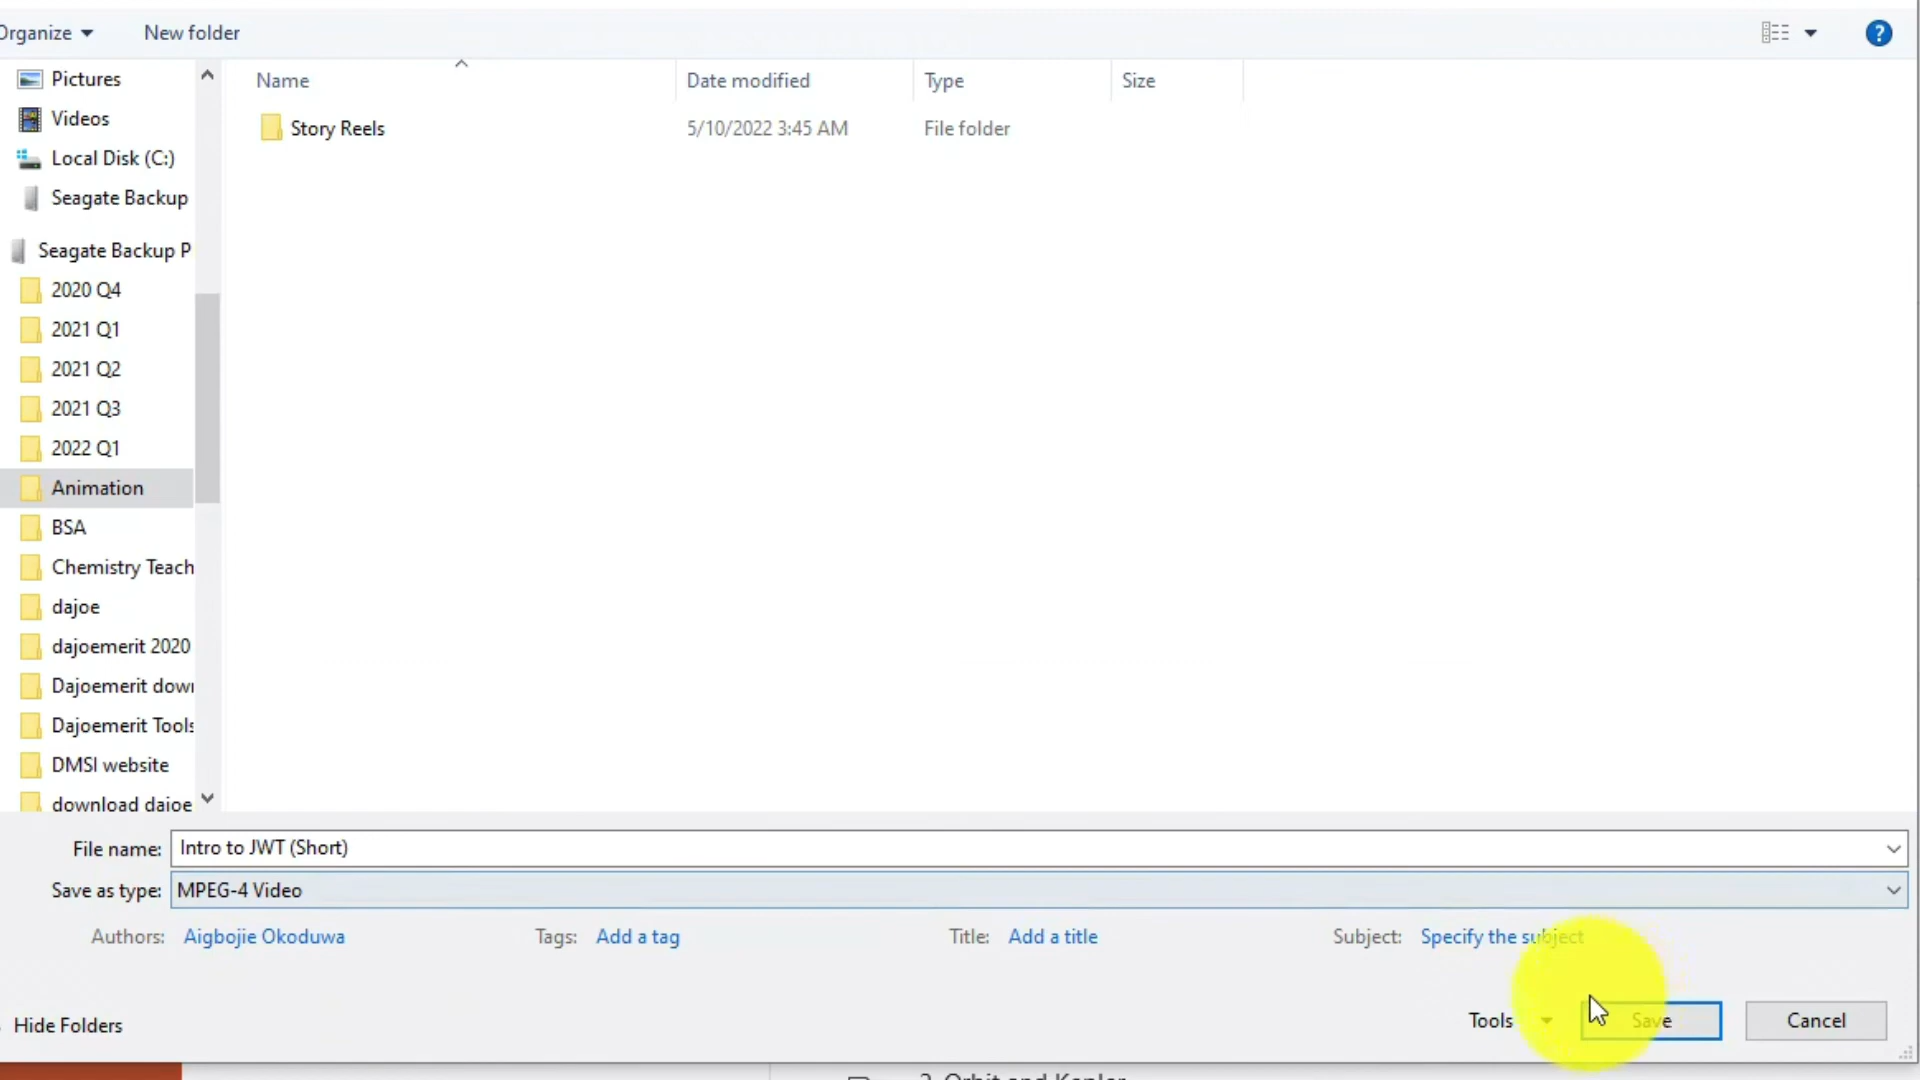 Organize New folder
Name Date modified Type Size
Story Reels 5/10/2022 3:45 AM File folder
Pictures
Videos
Local Disk (C:)
Seagate Backup
Seagate Backup P
2020 Q4
2021 Q1
2021 Q2
2021 Q3
2022 Q1
Animation
BSA
Chemistry Teach
dajoe
dajoemerit 2020
Dajoemerit dow
Dajoemerit Tools
DMSI website
download dajoe
File name: Intro to JWT (Short)
Save as type: MPEG-4 Video
Authors: Aigbojie Okoduwa Tags: Add a tag Title: Add a title Subject: Specify the subject
Hide Folders Tools Save Cancel
2. Orbit and Kepler